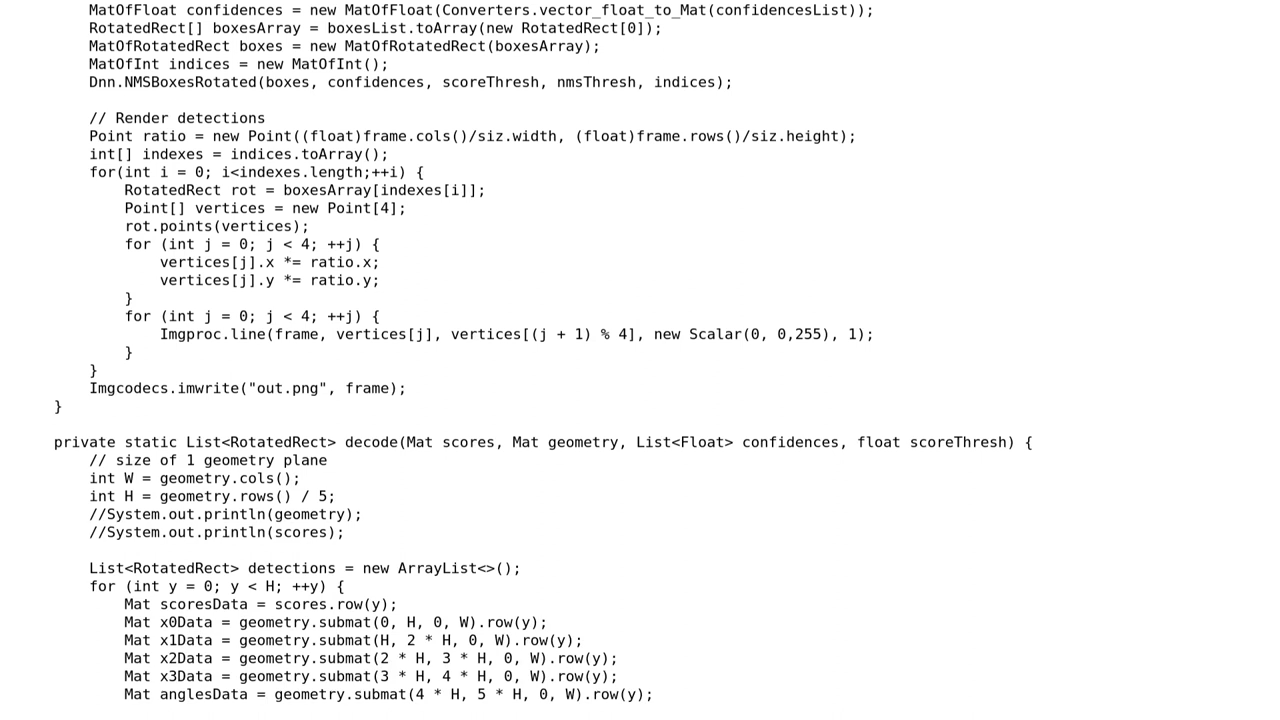 MatOfFloat confidences = new MatOfFloat(Converters.vector_float_to_Mat(confidencesList));
RotatedRect[] boxesArray = boxesList.toArray(new RotatedRect[0]);
MatOfRotatedRect boxes = new MatOfRotatedRect(boxesArray);
MatOfInt indices = new MatOfInt();
Dnn.NMSBoxesRotated(boxes, confidences, scoreThresh, nmsThresh, indices);
// Render detections
Point ratio = new Point((float)frame.cols()/siz.width, (float)frame.rows()/siz.height);
int[] indexes = indices.toArray();
for(int i = 0; i<indexes.length;++i) {
RotatedRect rot = boxesArray[indexes[i]];
Point[] vertices = new Point[4];
rot.points(vertices);
for (int j = 0; j < 4; ++j) {
vertices[j].x *= ratio.x;
vertices[j].y *= ratio.y;
}
for (int j = 0; j < 4; ++j) {
Imgproc.line(frame, vertices[j], vertices[(j + 1) % 4], new Scalar(0, 0,255), 1);
}
}
Imgcodecs.imwrite("out.png", frame);
}
private static List<RotatedRect> decode(Mat scores, Mat geometry, List<Float> confidences, float scoreThresh) {
// size of 1 geometry plane
int W = geometry.cols();
int H = geometry.rows() / 5;
//System.out.println(geometry);
//System.out.println(scores);
List<RotatedRect> detections = new ArrayList<>();
for (int y = 0; y < H; ++y) {
Mat scoresData = scores.row(y);
Mat x0Data = geometry.submat(0, H, 0, W).row(y);
Mat x1Data = geometry.submat(H, 2 * H, 0, W).row(y);
Mat x2Data = geometry.submat(2 * H, 3 * H, 0, W).row(y);
Mat x3Data = geometry.submat(3 * H, 4 * H, 0, W).row(y);
Mat anglesData = geometry.submat(4 * H, 5 * H, 0, W).row(y);